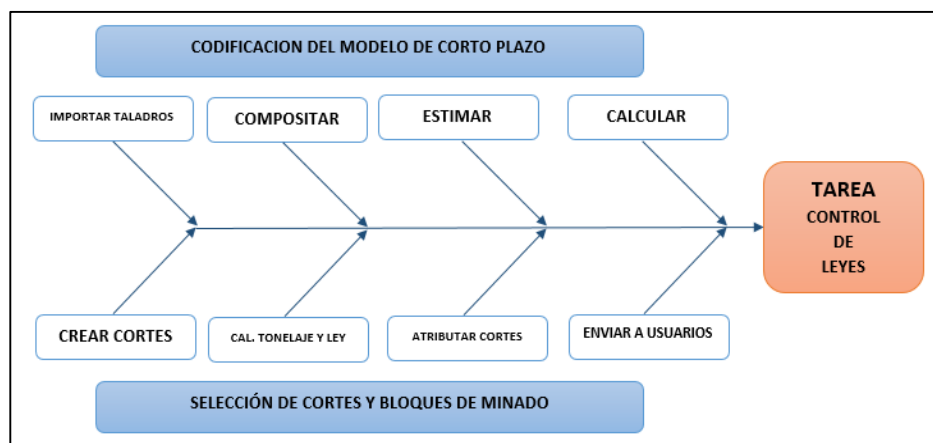 CODIFICACION DEL MODELO DE CORTO PLAZO
IMPORTAR TALADROS
COMPOSITAR
ESTIMAR
CALCULAR
TAREA
CONTROL
DE
LEYES
CREAR CORTES
CAL. TONELAJE Y LEY
ATRIBUTAR CORTES
ENVIAR A USUARIOS
SELECCIÓN DE CORTES Y BLOQUES DE MINADO